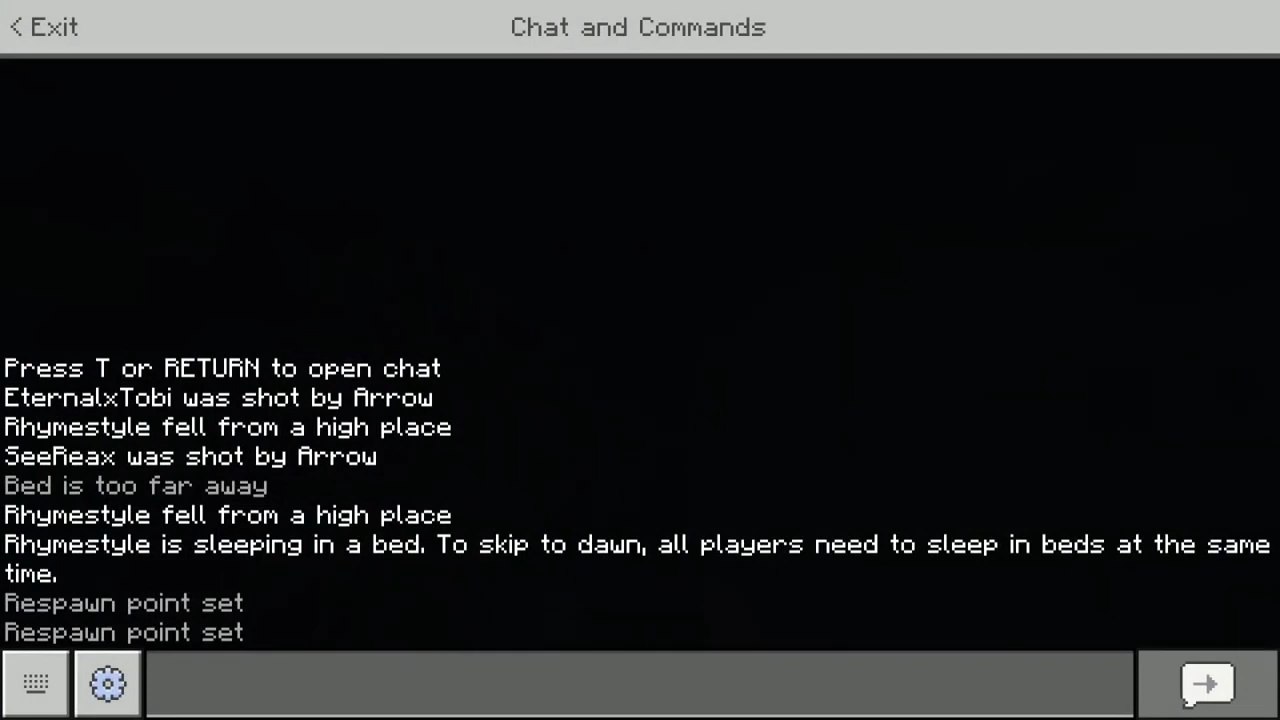 < Exit
Chat and Commands
Press T or RETURN to open chat
EternalxTobi was shot by Arrow
Rhymestyle fell from a high place
SeeReax was shot by Arrow
Bed is too far away
Rhymestyle fell from a high place
Rhymestyle is sleeping in a bed. To skip to dawn, all players need to sleep in beds at the same
time.
Respawn point set
Respawn point set